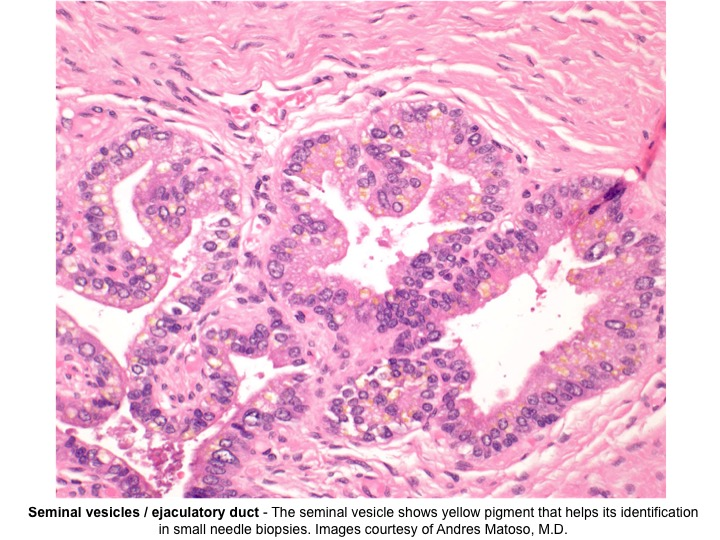 Seminal vesicles / ejaculatory duct - The seminal vesicle shows yellow pigment that helps its identification
in small needle biopsies. Images courtesy of Andres Matoso, M.D.